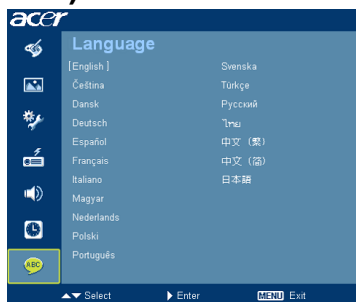 acer
Language
[English ]
Čeština
Dansk
Deutsch
Español
Français
Italiano
Magyar
Nederlands
Polski
Português
Svenska
Türkçe
Русский
ไทย
中文 (繁)
中文 (简)
日本語
ABC
▲▼ Select ▶ Enter MENU Exit